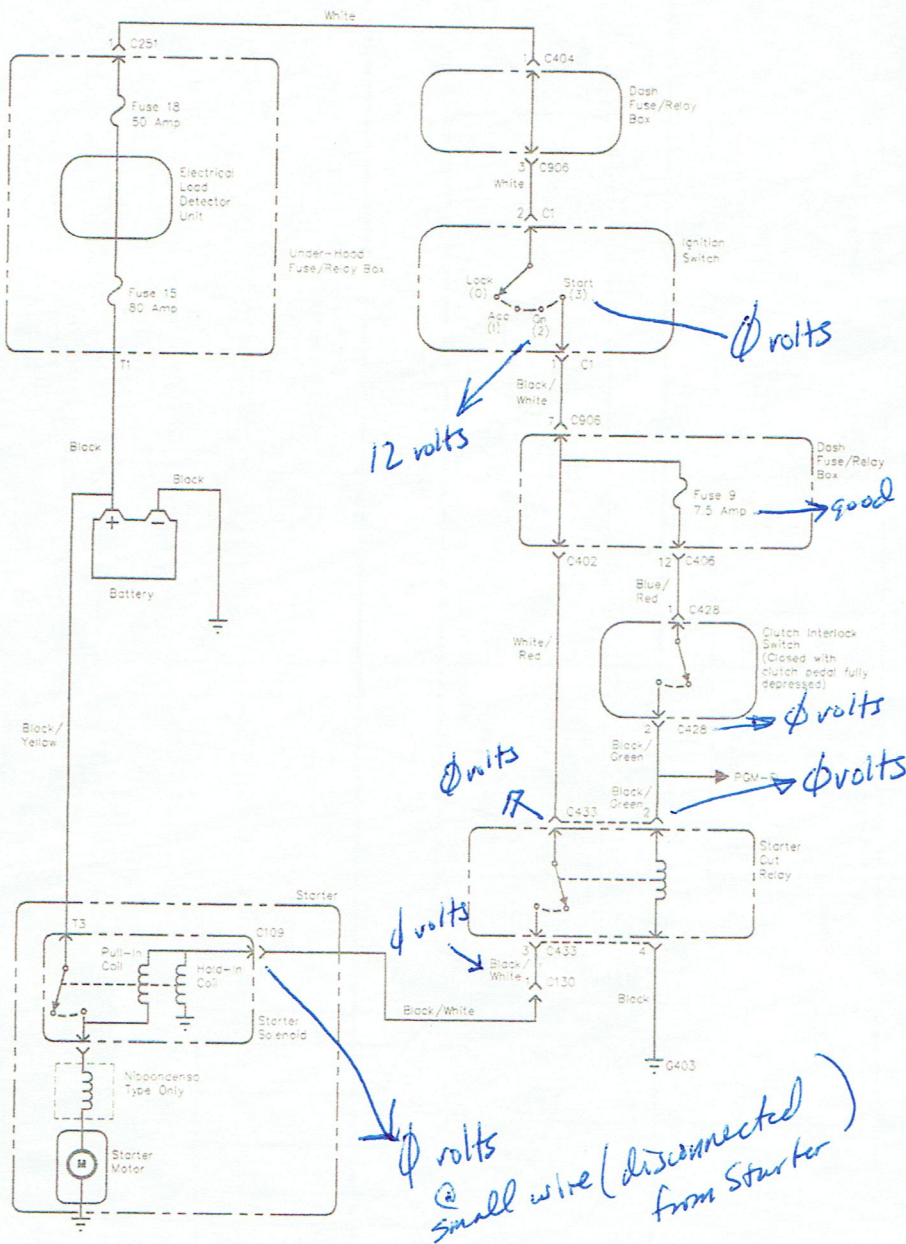 White
1 C251
Fuse 18
50 Amp
Electrical
Load
Detector
Unit
Under-Hood
Fuse/Relay Box
Fuse 15
80 Amp
T1
Black
Black
+ −
Battery
Black/
Yellow
1 C404
Dash
Fuse/Relay
Box
3 C906
White
2 C1
Ignition
Switch
Lock
(0)
Start
(3)
Acc
(1)
On
(2)
ϕ volts
12 volts
1 C1
Black/
White
7 C906
Dash
Fuse/Relay
Box
Fuse 9
7.5 Amp
good
C402
12 C406
Blue/
Red
1 C428
White/
Red
Clutch Interlock
Switch
(Closed with
clutch pedal fully
depressed)
2 C428
ϕ volts
Black/
Green
ϕ volts
Black/
Green
ϕ volts
C433 2
Starter
Cut
Relay
ϕ volts
3 C433 4
Black/
White
1 C130
Black
G403
Starter
T3
C109
Pull-In
Coil
Hold-In
Coil
Black/White
Starter
Solenoid
Nippondenso
Type Only
Starter
Motor
M
ϕ volts
@
small wire (disconnected
from Starter)